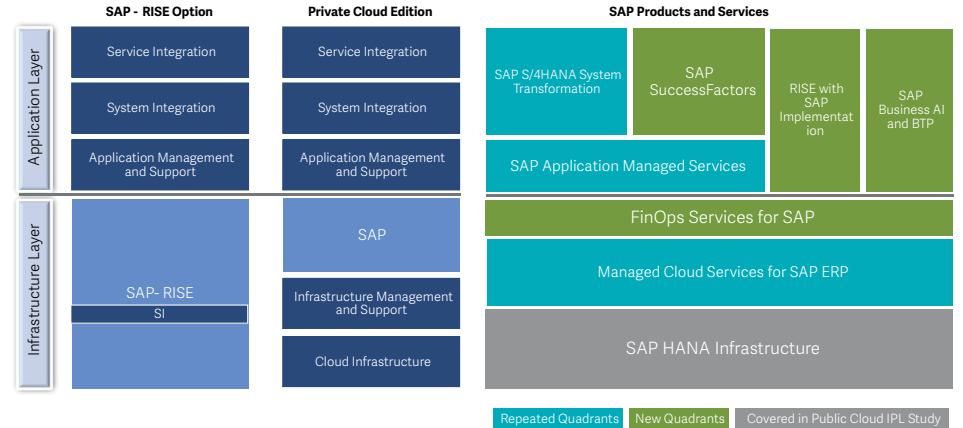 SAP - RISE Option
Private Cloud Edition
SAP Products and Services
Application Layer
Service Integration
System Integration
Application Management
and Support
Service Integration
System Integration
Application Management
and Support
SAP S/4HANA System
Transformation
SAP
SuccessFactors
RISE with
SAP
Implementat
ion
SAP
Business AI
and BTP
SAP Application Managed Services
Infrastructure Layer
SAP- RISE
SI
SAP
Infrastructure Management
and Support
Cloud Infrastructure
FinOps Services for SAP
Managed Cloud Services for SAP ERP
SAP HANA Infrastructure
Repeated Quadrants
New Quadrants
Covered in Public Cloud IPL Study